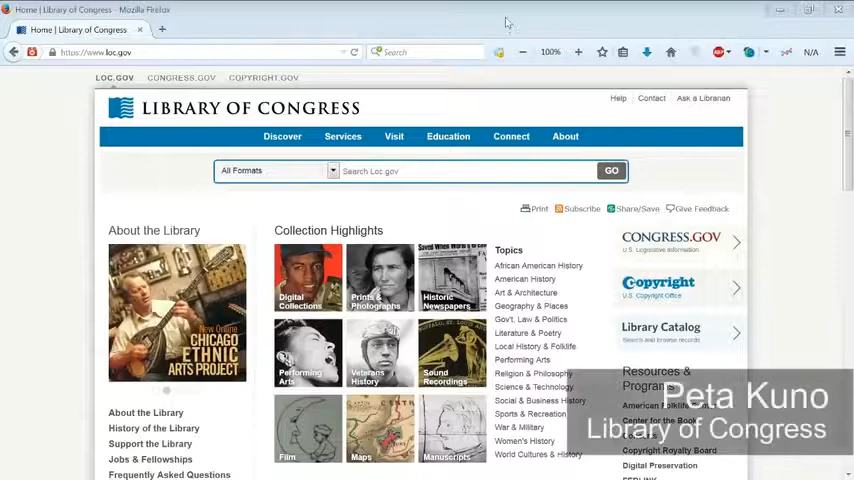 Home | Library of Congress - Mozilla Firefox
Home | Library of Congress
https://www.loc.gov
Search
100%
N/A
LOC.GOV CONGRESS.GOV COPYRIGHT.GOV
LIBRARY OF CONGRESS
Help Contact Ask a Librarian
Discover Services Visit Education Connect About
All Formats
Search Loc.gov
GO
Print Subscribe Share/Save Give Feedback
About the Library
New Online
CHICAGO
ETHNIC
ARTS PROJECT
About the Library
History of the Library
Support the Library
Jobs & Fellowships
Frequently Asked Questions
Collection Highlights
Digital
Collections
Prints &
Photographs
Historic
Newspapers
Performing
Arts
Veterans
History
Sound
Recordings
Film
Maps
Manuscripts
Topics
African American History
American History
Art & Architecture
Geography & Places
Gov't, Law & Politics
Literature & Poetry
Local History & Folklife
Performing Arts
Religion & Philosophy
Science & Technology
Social & Business History
Sports & Recreation
War & Military
Women's History
World Cultures & History
CONGRESS.GOV
U.S. Legislative Information
Copyright
U.S. Copyright Office
Library Catalog
Search and browse records
Resources &
Programs
American Folklife
Center for the Book
Copyright Royalty Board
Digital Preservation
Peta Kuno
Library of Congress